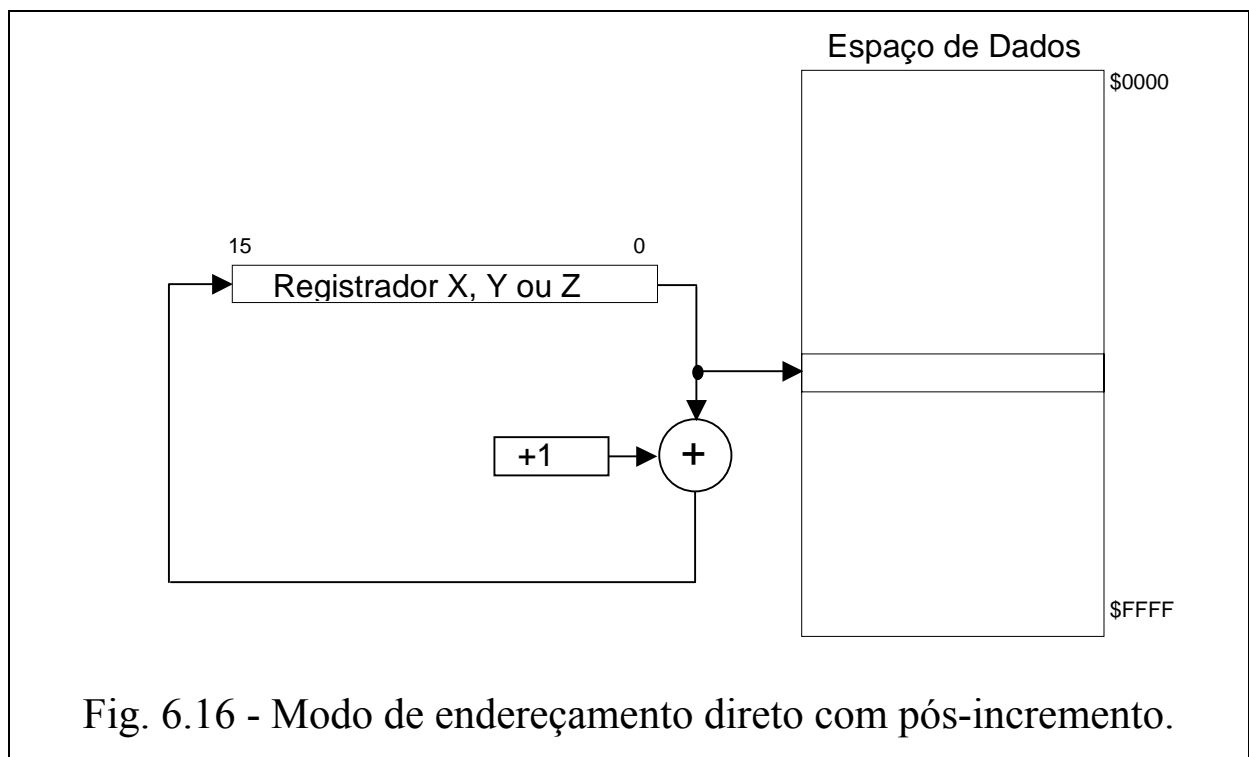 Espaço de Dados
$0000
15
0
Registrador X, Y ou Z
+1
+
$FFFF
Fig. 6.16 - Modo de endereçamento direto com pós-incremento.